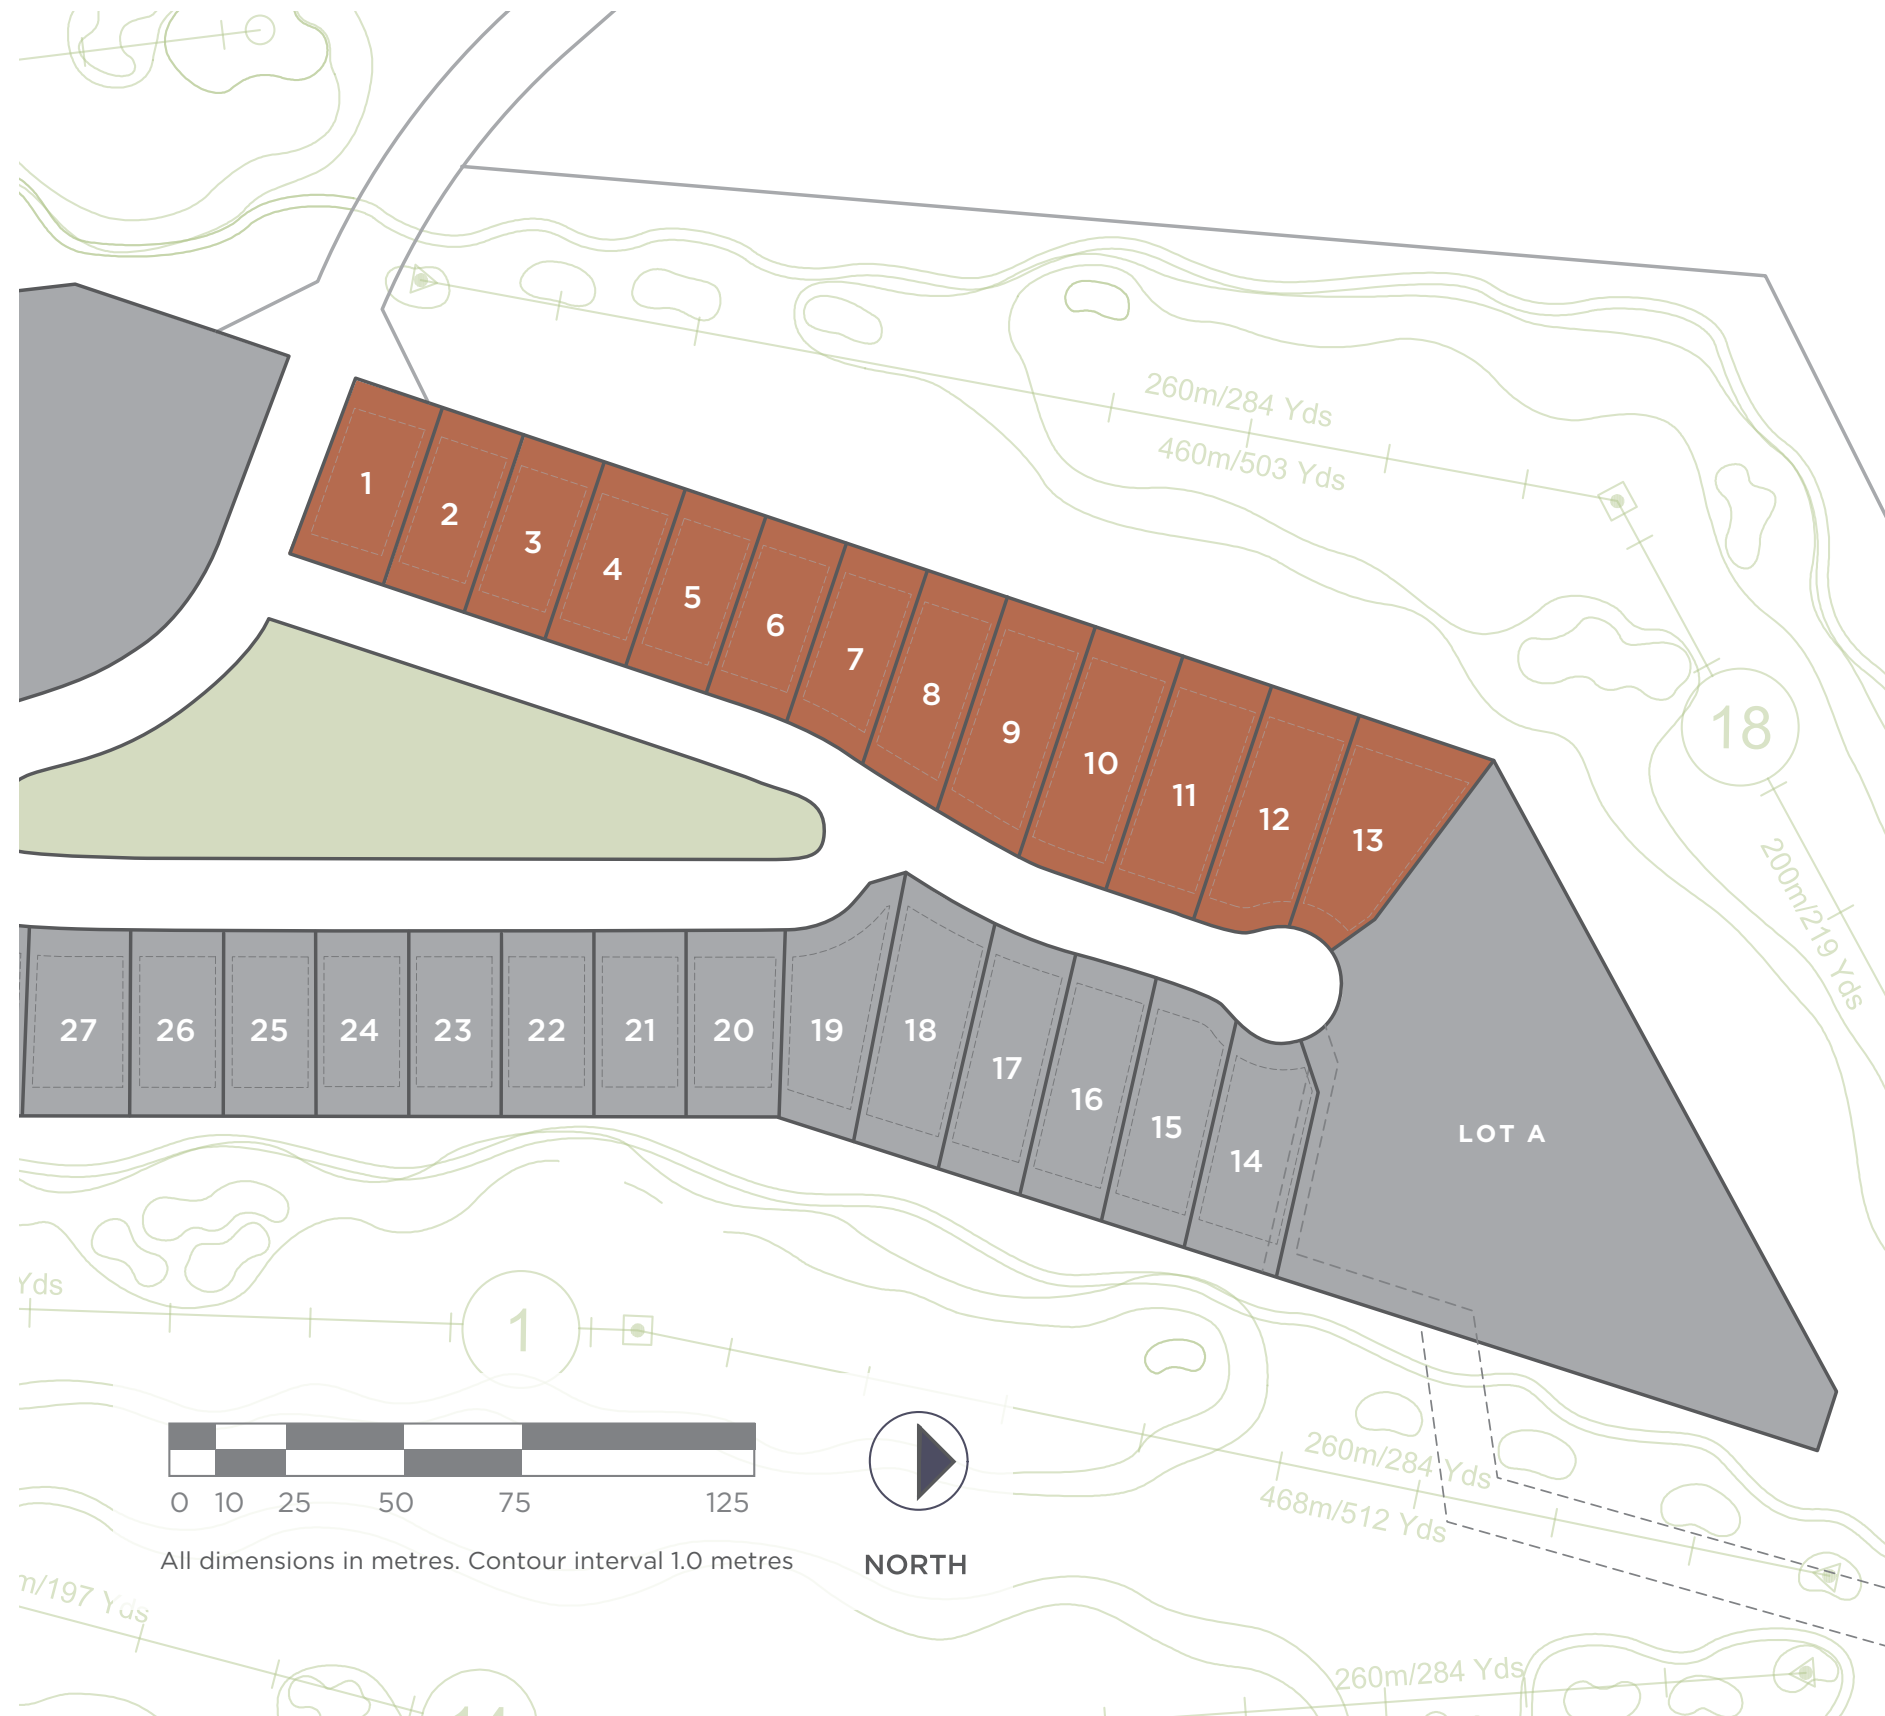 260m/284 Yds
460m/503 Yds
1
2
3
4
5
6
7
8
9
10
11
12
13
18
200m/219 Yds
27
26
25
24
23
22
21
20
19
18
17
16
15
14
LOT A
Yds
1
260m/284 Yds
468m/512 Yds
0 10 25 50 75 125
All dimensions in metres. Contour interval 1.0 metres
NORTH
m/197 Yds
260m/284 Yds